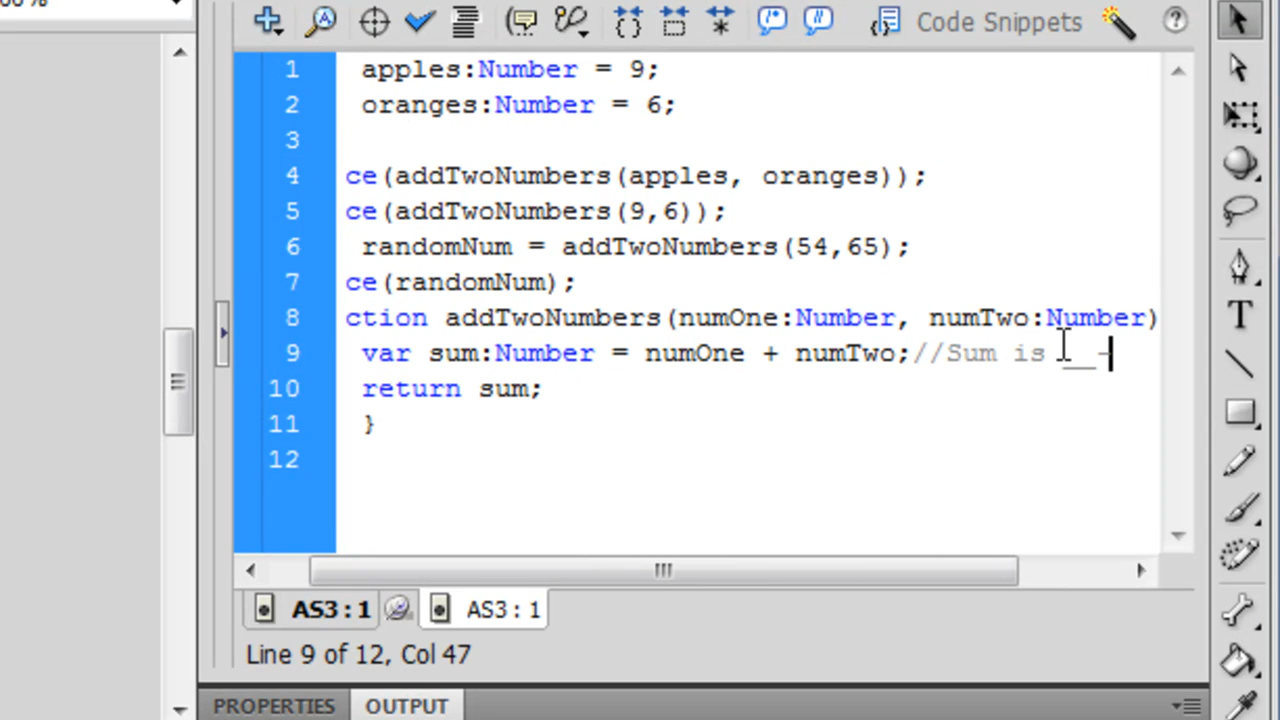 Code Snippets
1 apples:Number = 9;
2 oranges:Number = 6;
3
4 ce(addTwoNumbers(apples, oranges));
5 ce(addTwoNumbers(9,6));
6 randomNum = addTwoNumbers(54,65);
7 ce(randomNum);
8 ction addTwoNumbers(numOne:Number, numTwo:Number)
9 var sum:Number = numOne + numTwo;//Sum is __
10 return sum;
11 }
12
AS3:1 AS3:1
Line 9 of 12, Col 47
PROPERTIES OUTPUT